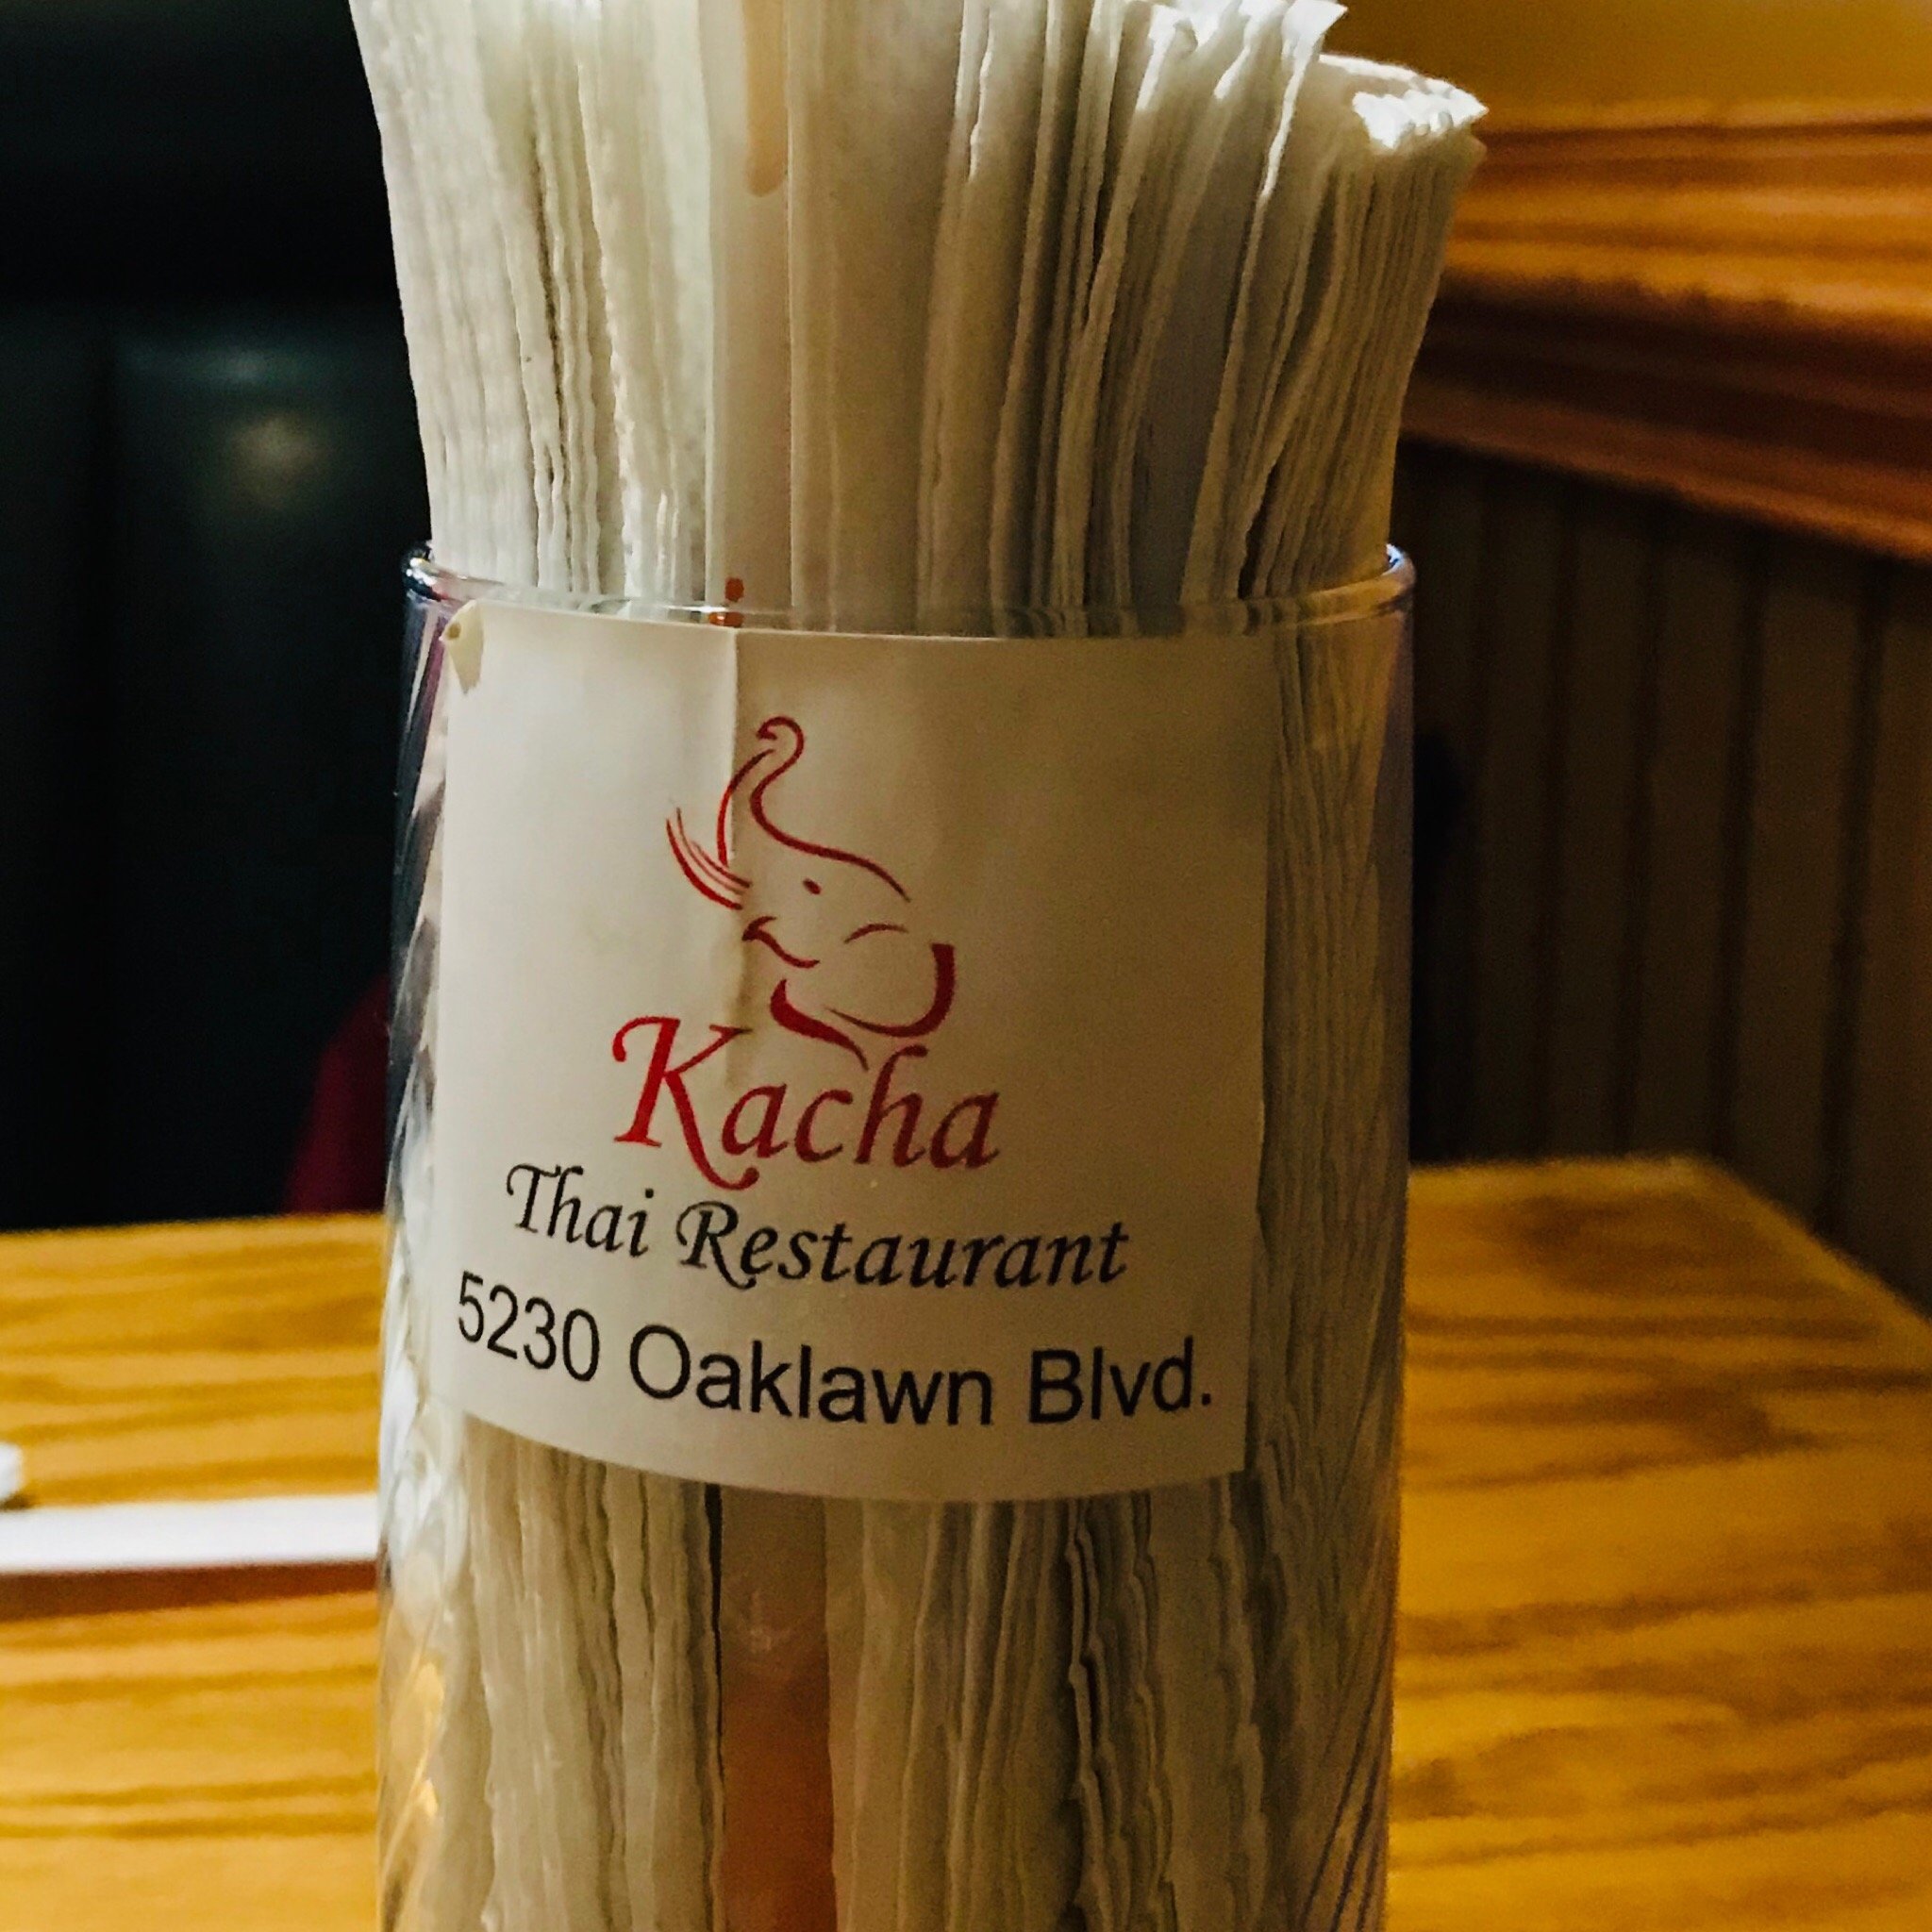 Kacha
Thai Restaurant
5230 Oaklawn Blvd.